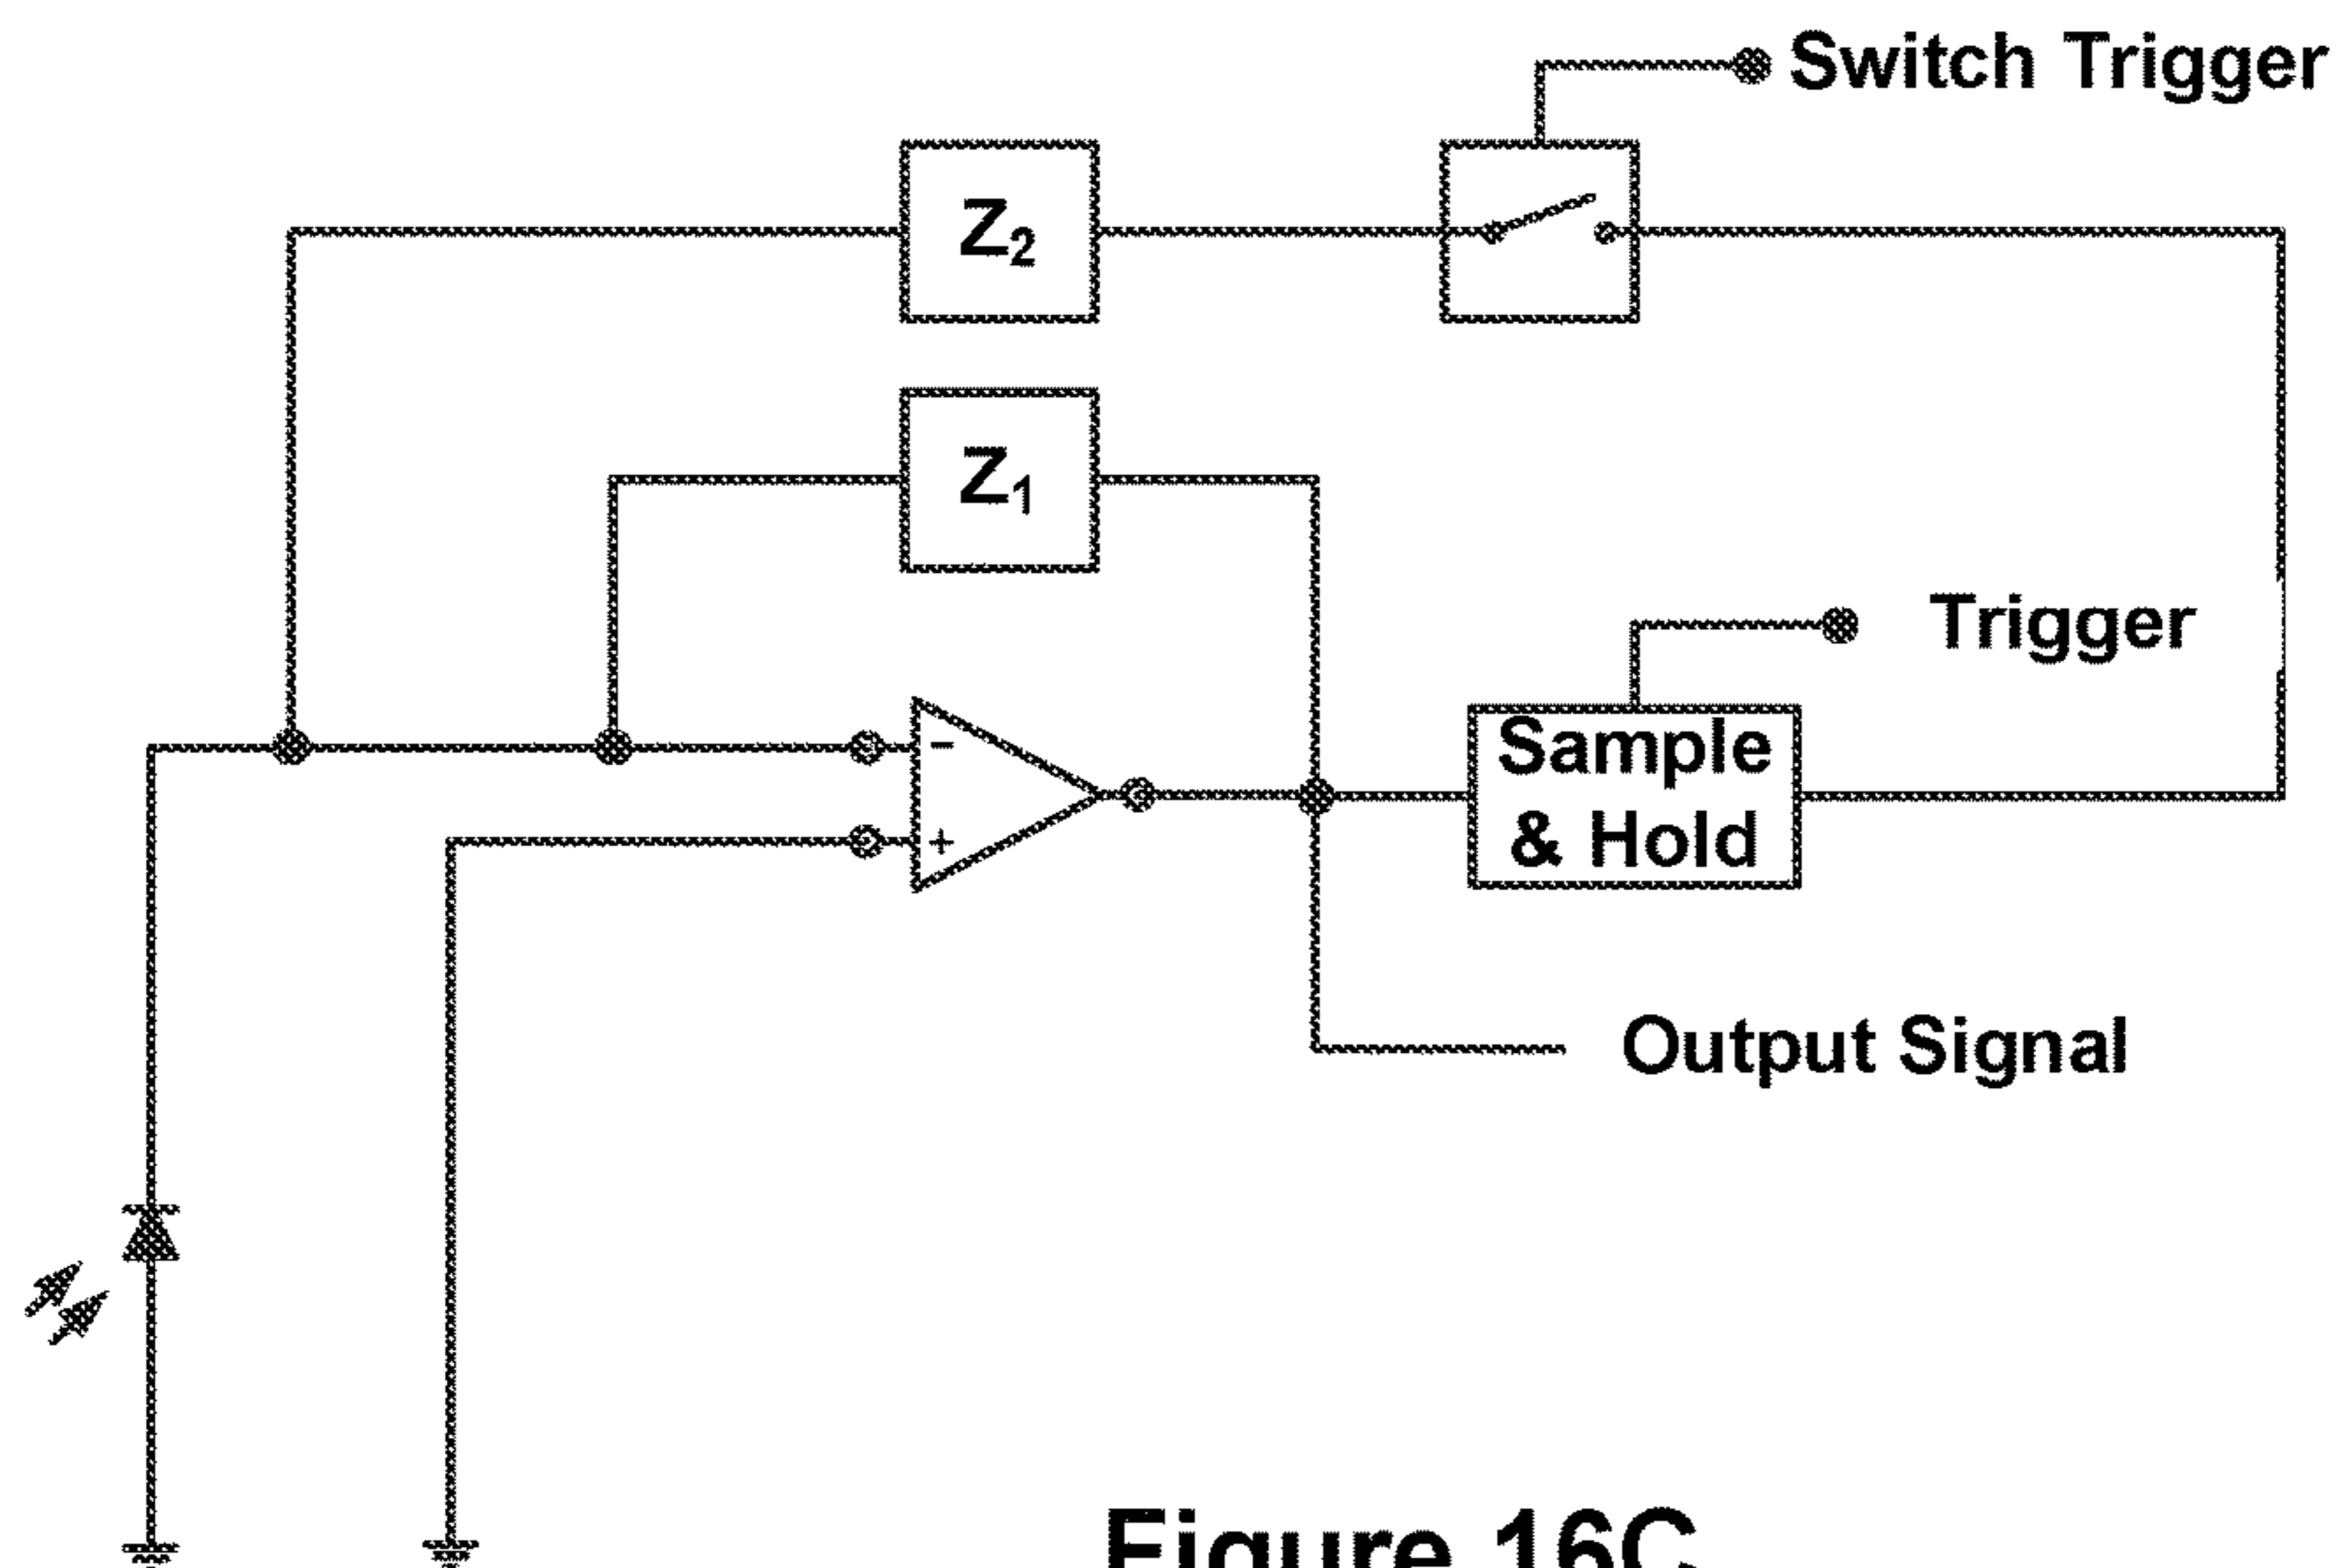 Switch Trigger
Z₂
Z₁
Trigger
Sample
& Hold
-
+
Output Signal
Figure 16C